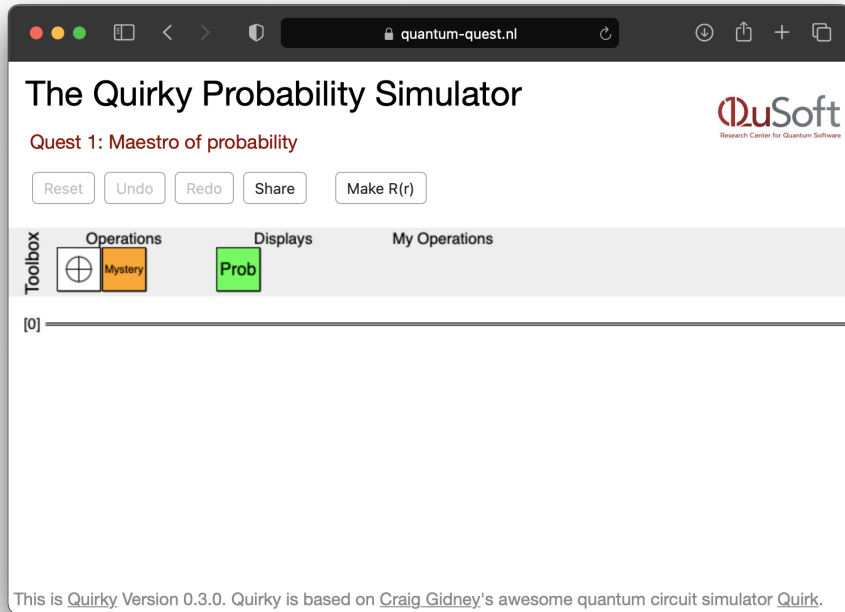 quantum-quest.nl
The Quirky Probability Simulator
QuSoft
Research Center for Quantum Software
Quest 1: Maestro of probability
Reset Undo Redo Share Make R(r)
Toolbox
Operations Displays My Operations
Mystery Prob
[0]
This is Quirky Version 0.3.0. Quirky is based on Craig Gidney's awesome quantum circuit simulator Quirk.